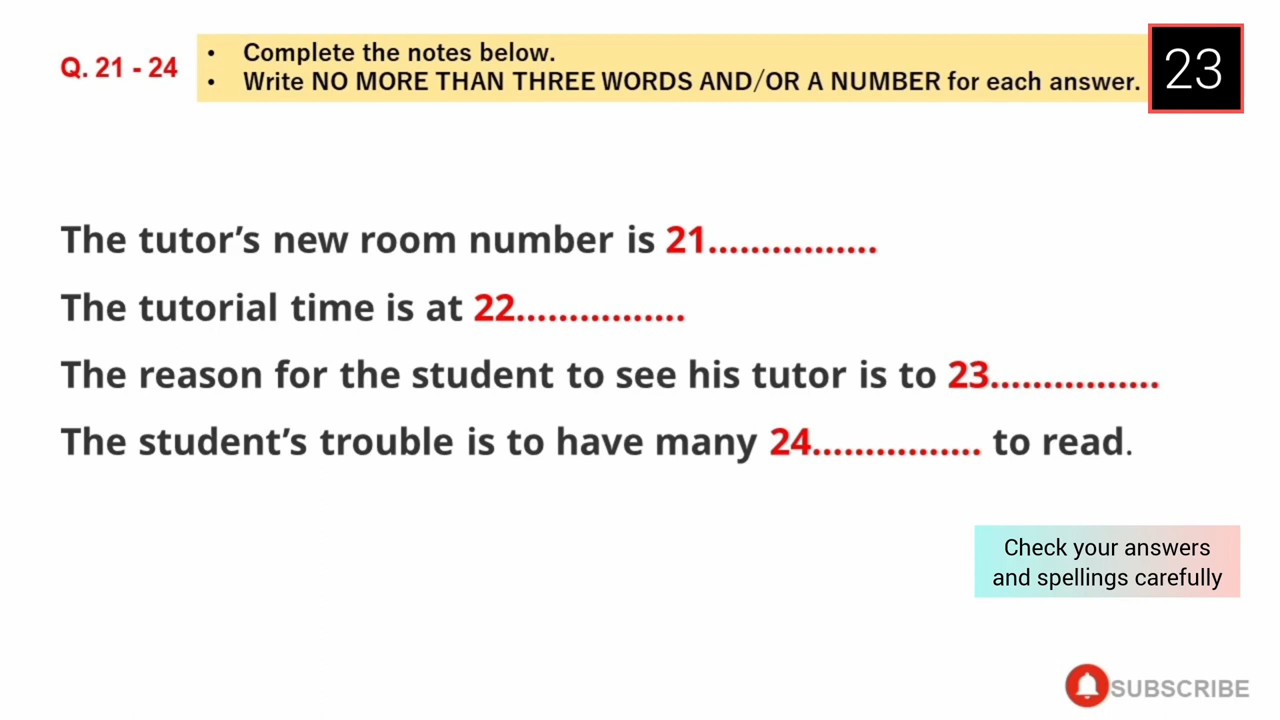 Q. 21 - 24
• Complete the notes below.
• Write NO MORE THAN THREE WORDS AND/OR A NUMBER for each answer.
23
The tutor’s new room number is 21................
The tutorial time is at 22................
The reason for the student to see his tutor is to 23................
The student’s trouble is to have many 24................ to read.
Check your answers
and spellings carefully
SUBSCRIBE